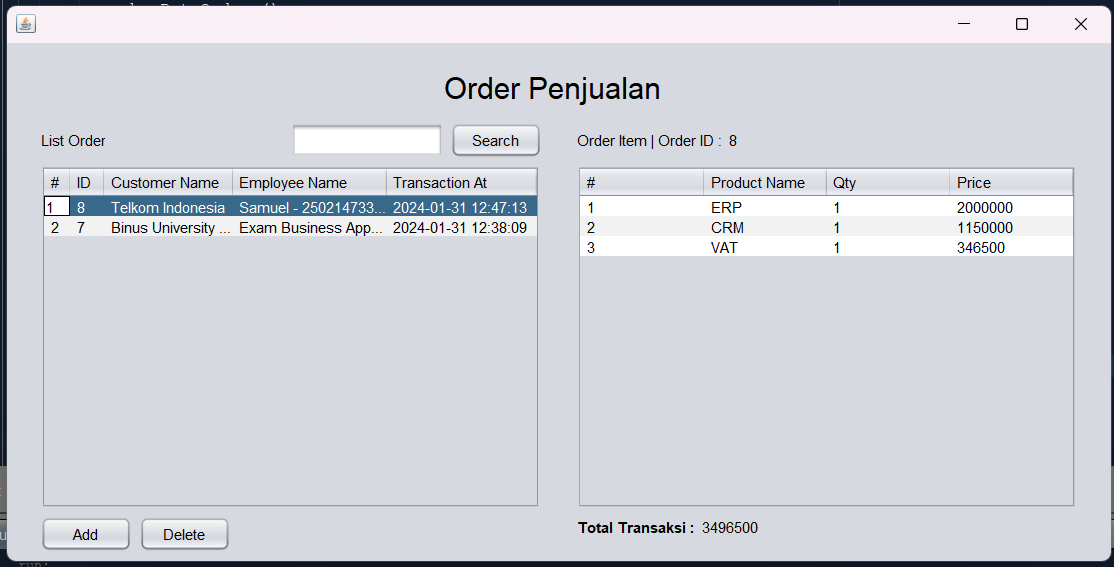 Order Penjualan
List Order
Search
Order Item | Order ID : 8
# ID Customer Name Employee Name Transaction At
1 8 Telkom Indonesia Samuel - 250214733... 2024-01-31 12:47:13
2 7 Binus University ... Exam Business App... 2024-01-31 12:38:09
# Product Name Qty Price
1 ERP 1 2000000
2 CRM 1 1150000
3 VAT 1 346500
Add Delete
Total Transaksi : 3496500